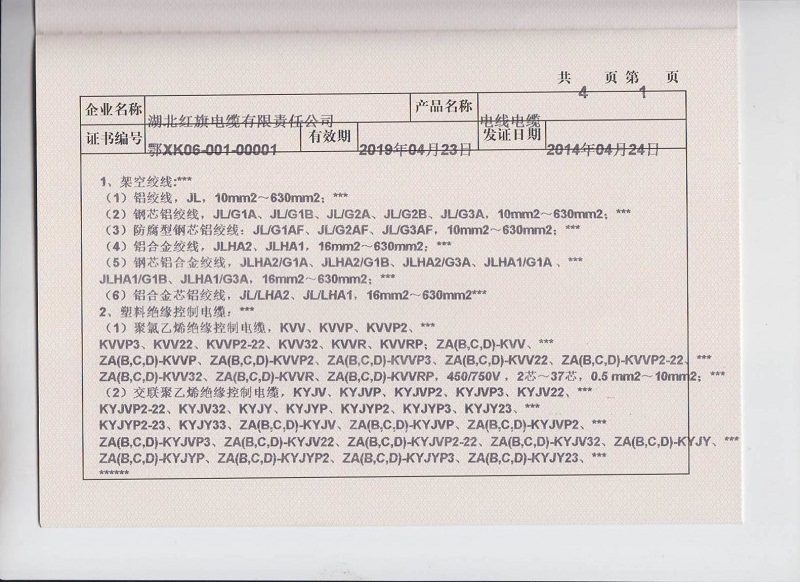 共 4 页 第 1 页
企业名称 湖北红旗电缆有限责任公司 产品名称 电线电缆
证书编号 鄂XK06-001-00001 有效期 2019年04月23日 发证日期 2014年04月24日
1、架空绞线:***
（1）铝绞线，JL，10mm2～630mm2；***
（2）钢芯铝绞线，JL/G1A、JL/G1B、JL/G2A、JL/G2B、JL/G3A，10mm2～630mm2；***
（3）防腐型钢芯铝绞线：JL/G1AF、JL/G2AF、JL/G3AF，10mm2～630mm2；***
（4）铝合金绞线，JLHA2、JLHA1，16mm2～630mm2；***
（5）钢芯铝合金绞线，JLHA2/G1A、JLHA2/G1B、JLHA2/G3A、JLHA1/G1A、***
JLHA1/G1B、JLHA1/G3A，16mm2～630mm2；***
（6）铝合金芯铝绞线，JL/LHA2、JL/LHA1，16mm2～630mm2***
2、塑料绝缘控制电缆：***
（1）聚氯乙烯绝缘控制电缆，KVV、KVVP、KVVP2、***
KVVP3、KVV22、KVVP2-22、KVV32、KVVR、KVVRP；ZA(B,C,D)-KVV、***
ZA(B,C,D)-KVVP、ZA(B,C,D)-KVVP2、ZA(B,C,D)-KVVP3、ZA(B,C,D)-KVV22、ZA(B,C,D)-KVVP2-22、***
ZA(B,C,D)-KVV32、ZA(B,C,D)-KVVR、ZA(B,C,D)-KVVRP，450/750V，2芯～37芯，0.5 mm2～10mm2；***
（2）交联聚乙烯绝缘控制电缆，KYJV、KYJVP、KYJVP2、KYJVP3、KYJV22、***
KYJVP2-22、KYJV32、KYJY、KYJYP、KYJYP2、KYJYP3、KYJY23、***
KYJYP2-23、KYJY33、ZA(B,C,D)-KYJV、ZA(B,C,D)-KYJVP、ZA(B,C,D)-KYJVP2、***
ZA(B,C,D)-KYJVP3、ZA(B,C,D)-KYJV22、ZA(B,C,D)-KYJVP2-22、ZA(B,C,D)-KYJV32、ZA(B,C,D)-KYJY、***
ZA(B,C,D)-KYJYP、ZA(B,C,D)-KYJYP2、ZA(B,C,D)-KYJYP3、ZA(B,C,D)-KYJY23、***
******